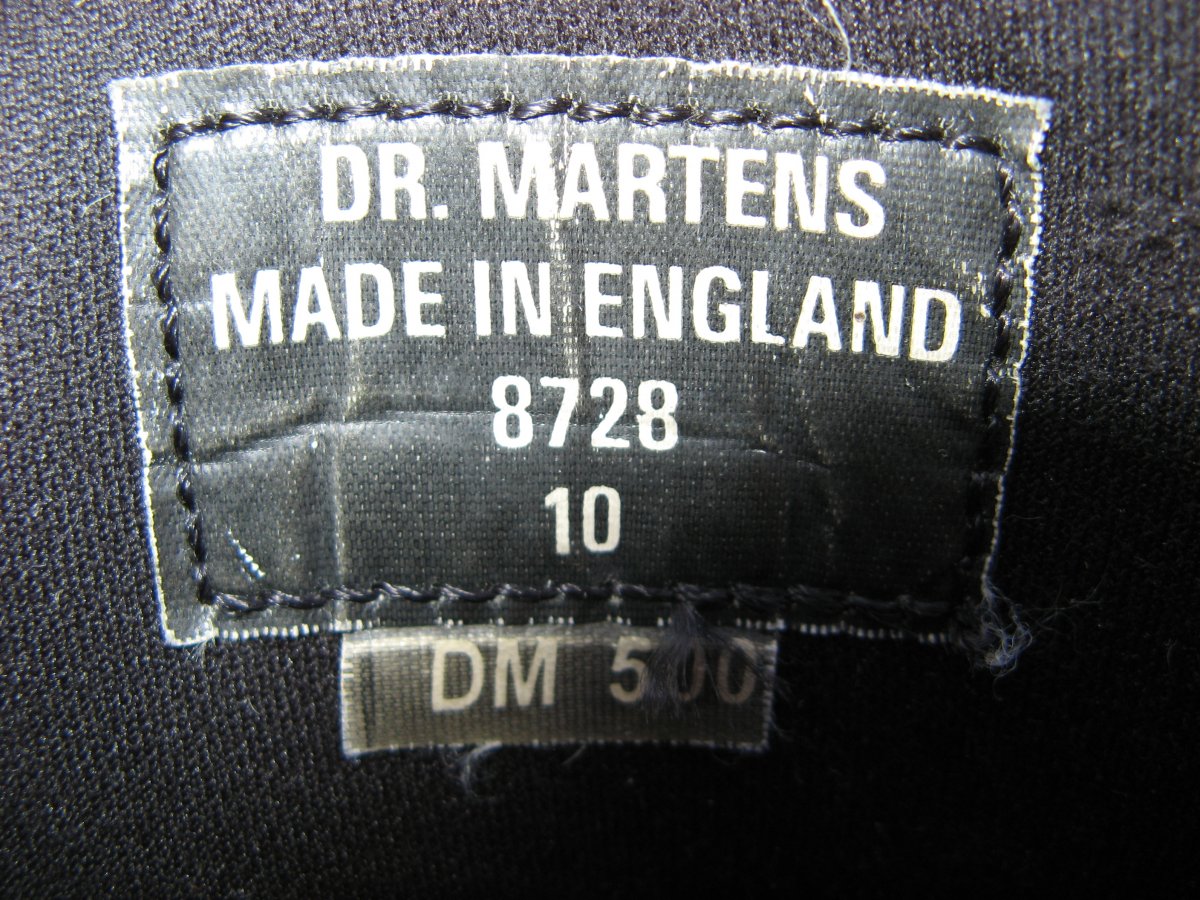 DR. MARTENS
MADE IN ENGLAND
8728
10
DM 500